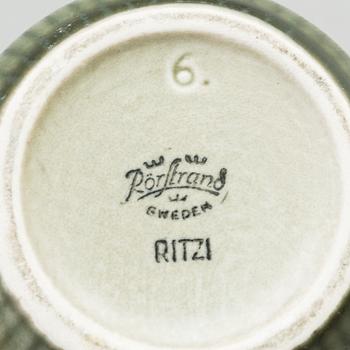 6.
Rörstrand
SWEDEN
RITZI